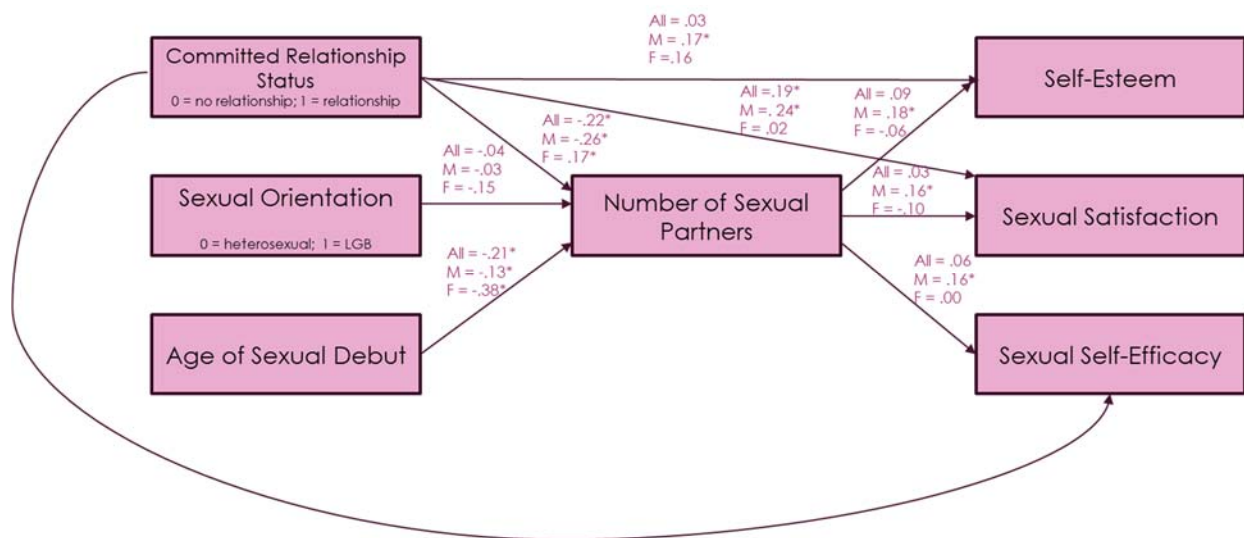 All = .03
M = .17*
F =.16
Committed Relationship
Status
0 = no relationship; 1 = relationship
Self-Esteem
All =.19*
M = . 24*
F = .02
All = .09
M = .18*
F = -.06
All = -.22*
M = -.26*
F = .17*
All = -.04
M = -.03
F = -.15
Sexual Orientation
0 = heterosexual; 1 = LGB
Number of Sexual
Partners
All = .03
M = .16*
F = -.10
Sexual Satisfaction
All = -.21*
M = -.13*
F = -.38*
All = .06
M = .16*
F = .00
Age of Sexual Debut
Sexual Self-Efficacy